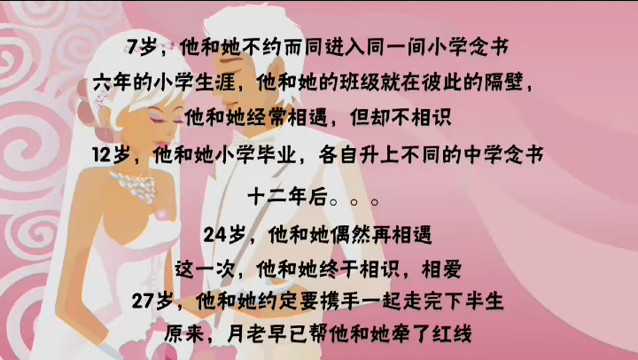 7岁，他和她不约而同进入同一间小学念书
六年的小学生涯，他和她的班级就在彼此的隔壁，
他和她经常相遇，但却不相识
12岁，他和她小学毕业，各自升上不同的中学念书
十二年后。。。
24岁，他和她偶然再相遇
这一次，他和她终于相识，相爱
27岁，他和她约定要携手一起走完下半生
原来，月老早已帮他和她牵了红线